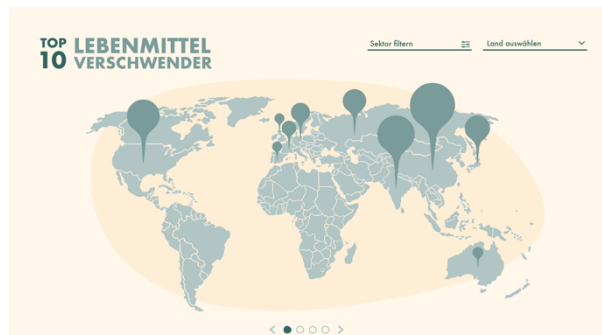 TOP LEBENMITTEL
10 VERSCHWENDER
Sektor filtern
Land auswählen